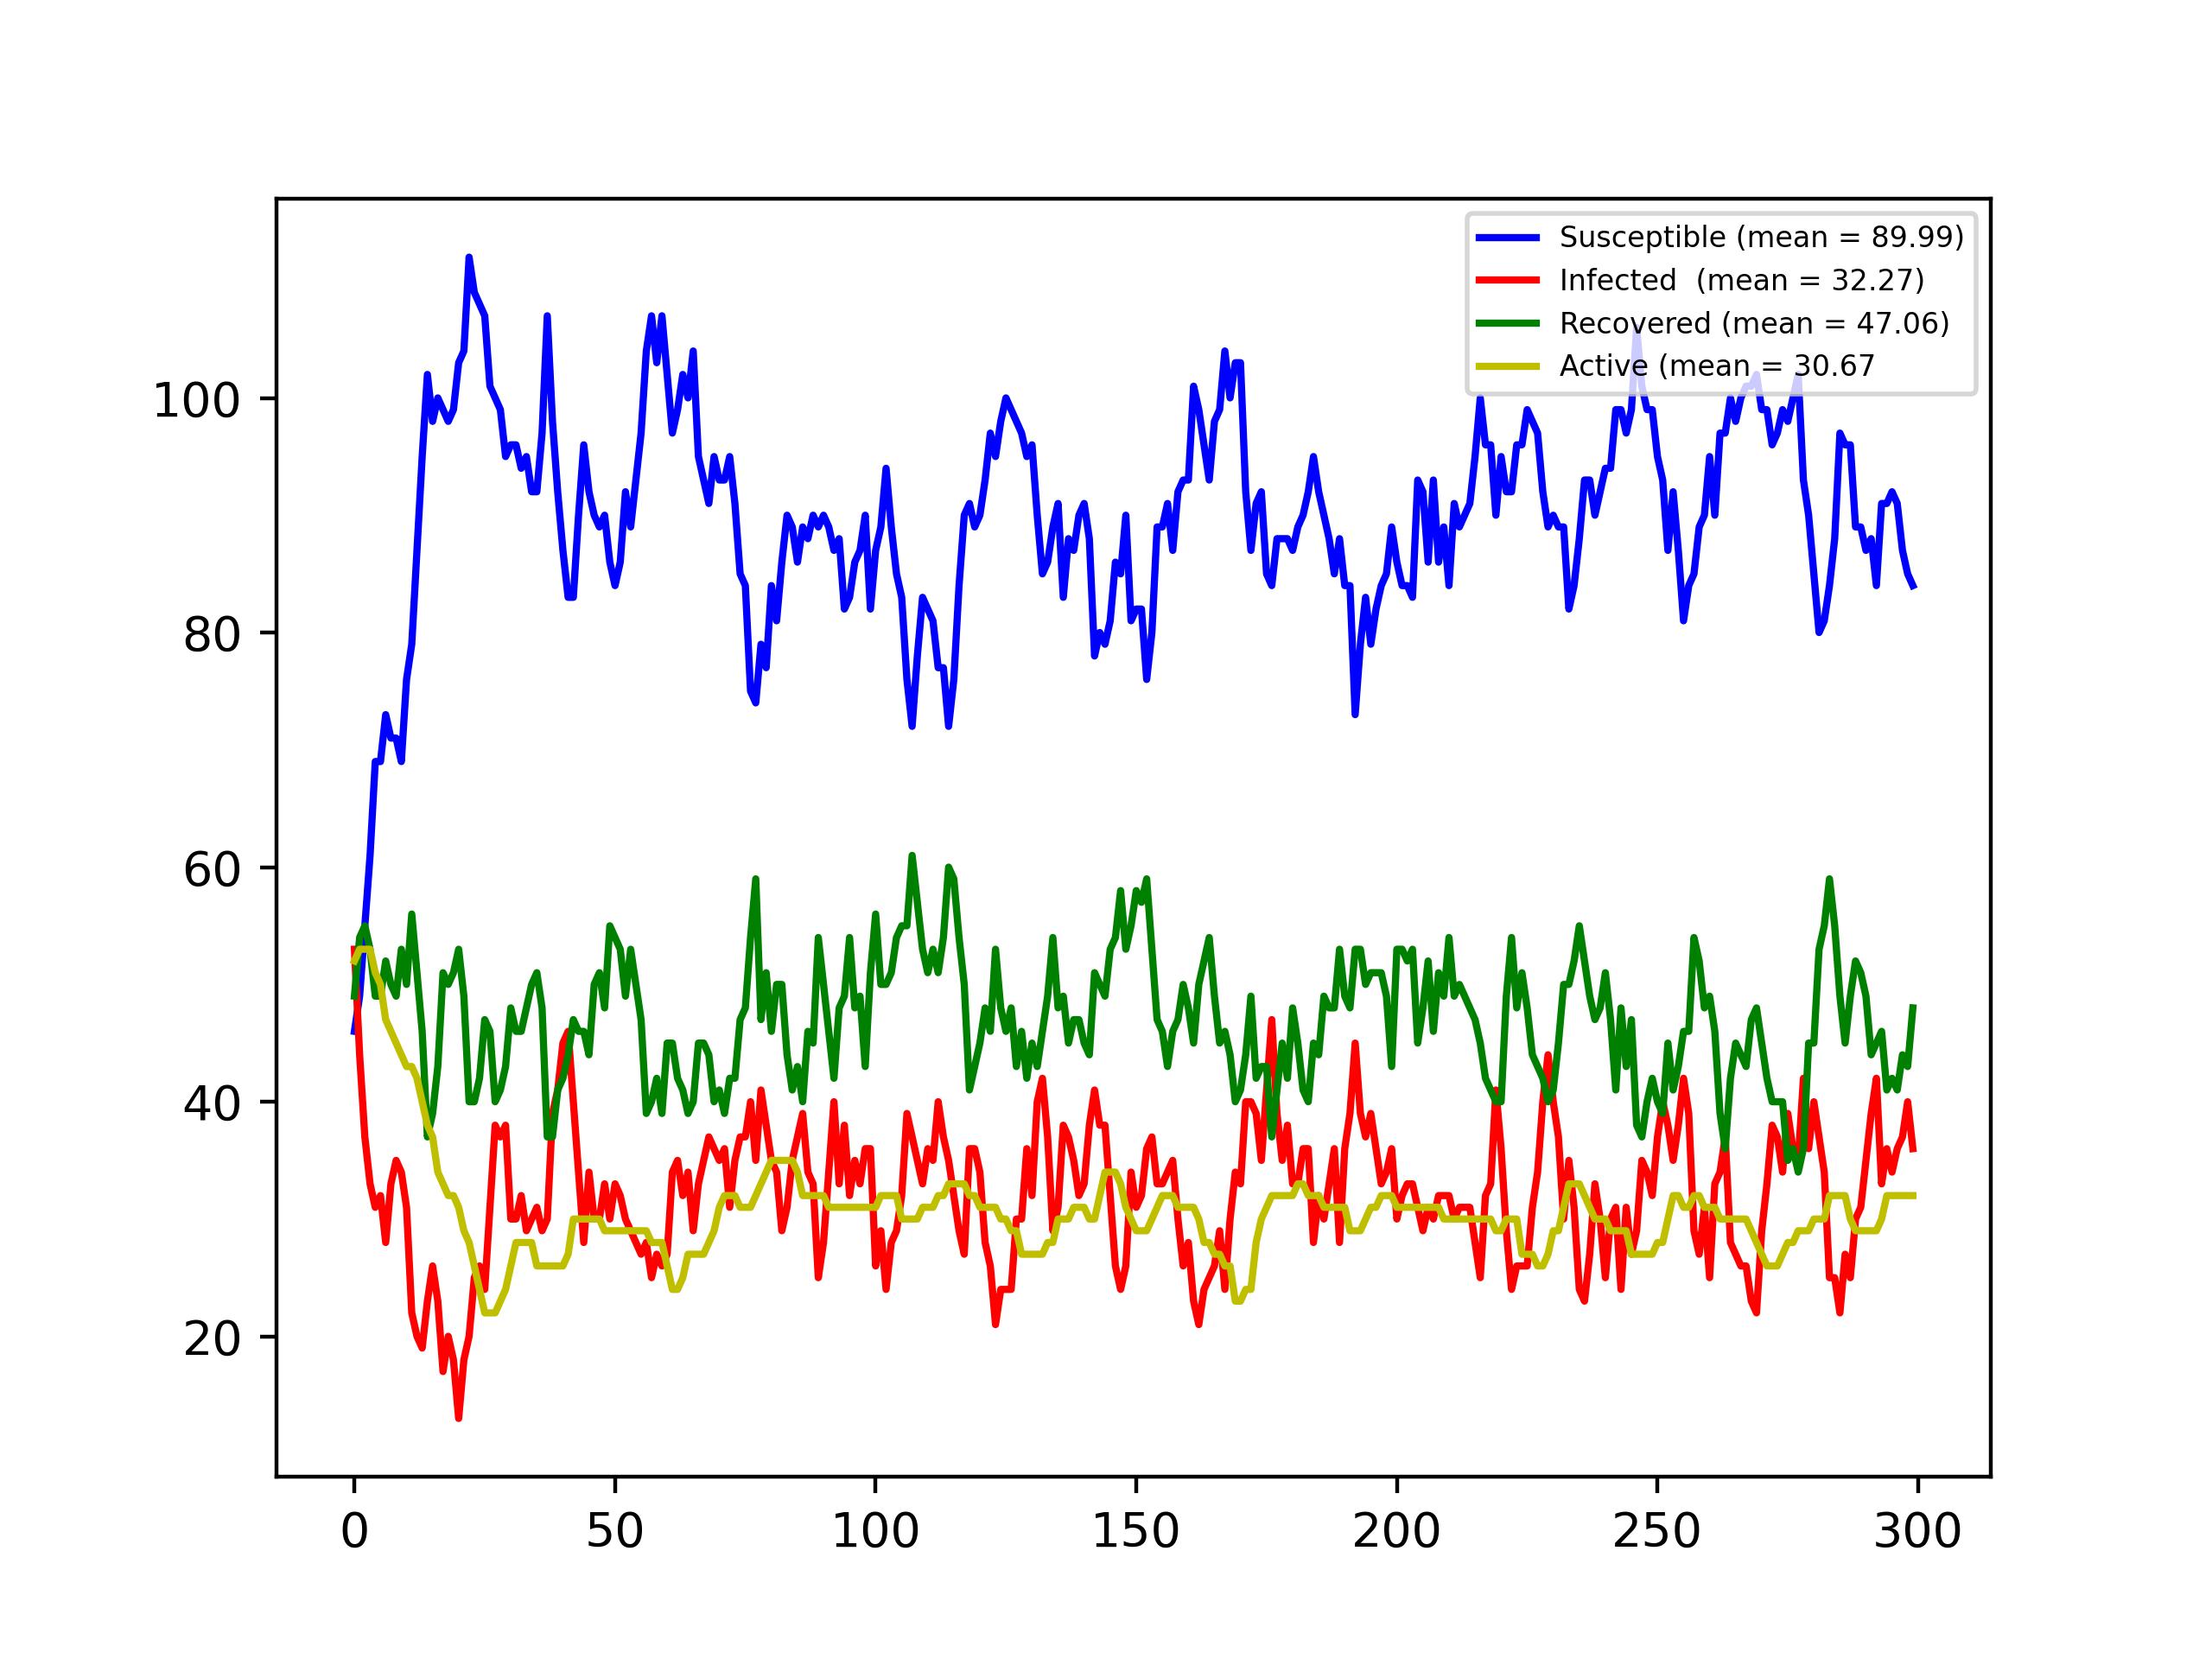 Susceptible (mean = 89.99)
Infected  (mean = 32.27)
Recovered (mean = 47.06)
Active (mean = 30.67
100
80
60
40
20
0 50 100 150 200 250 300